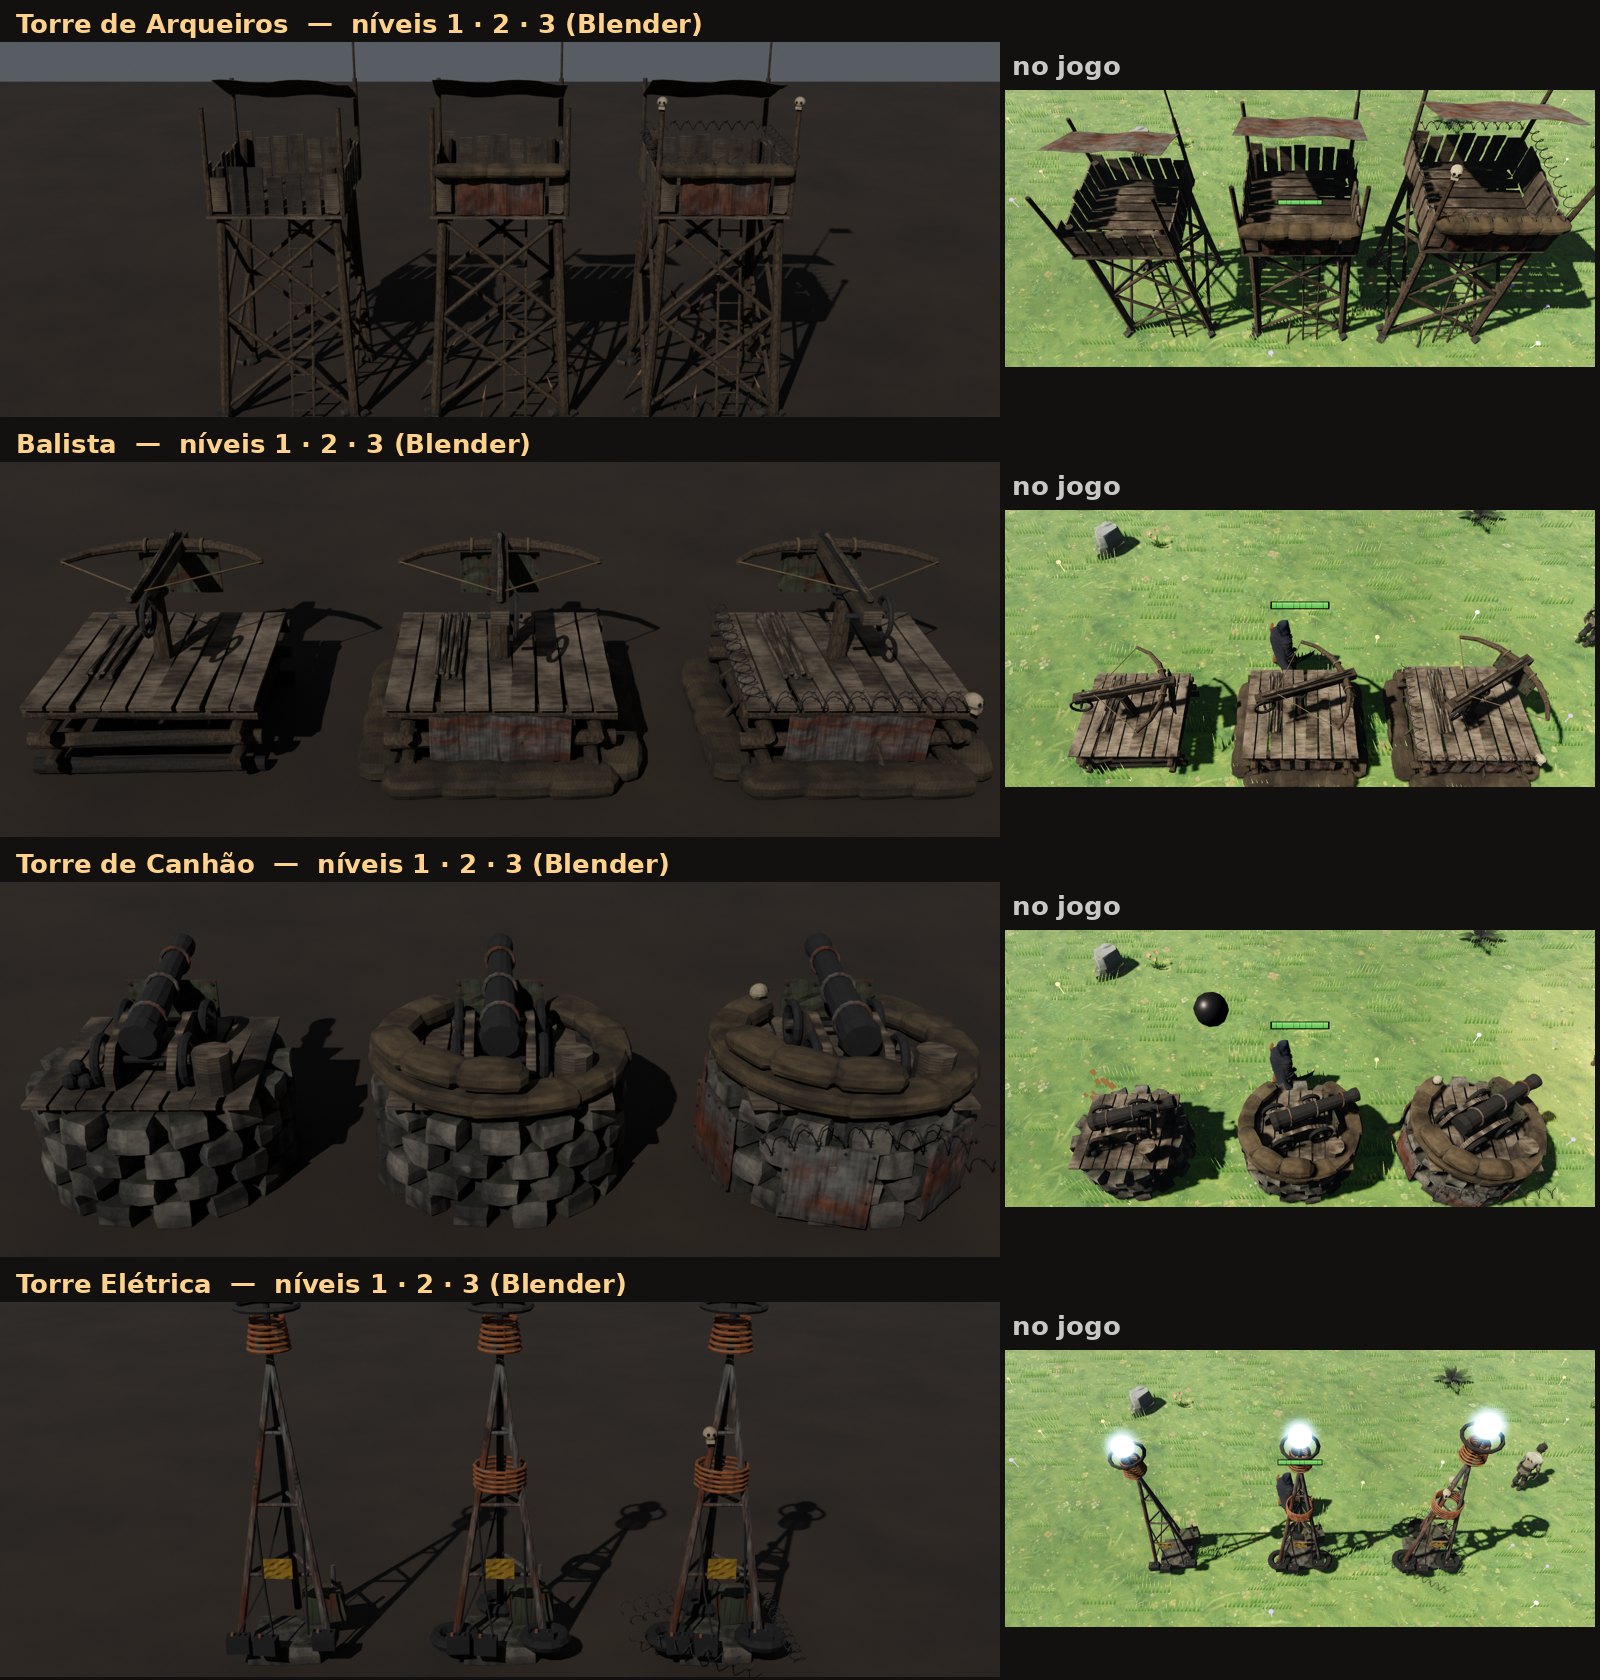 Torre de Arqueiros — níveis 1 · 2 · 3 (Blender)
no jogo
Balista — níveis 1 · 2 · 3 (Blender)
no jogo
Torre de Canhão — níveis 1 · 2 · 3 (Blender)
no jogo
Torre Elétrica — níveis 1 · 2 · 3 (Blender)
no jogo